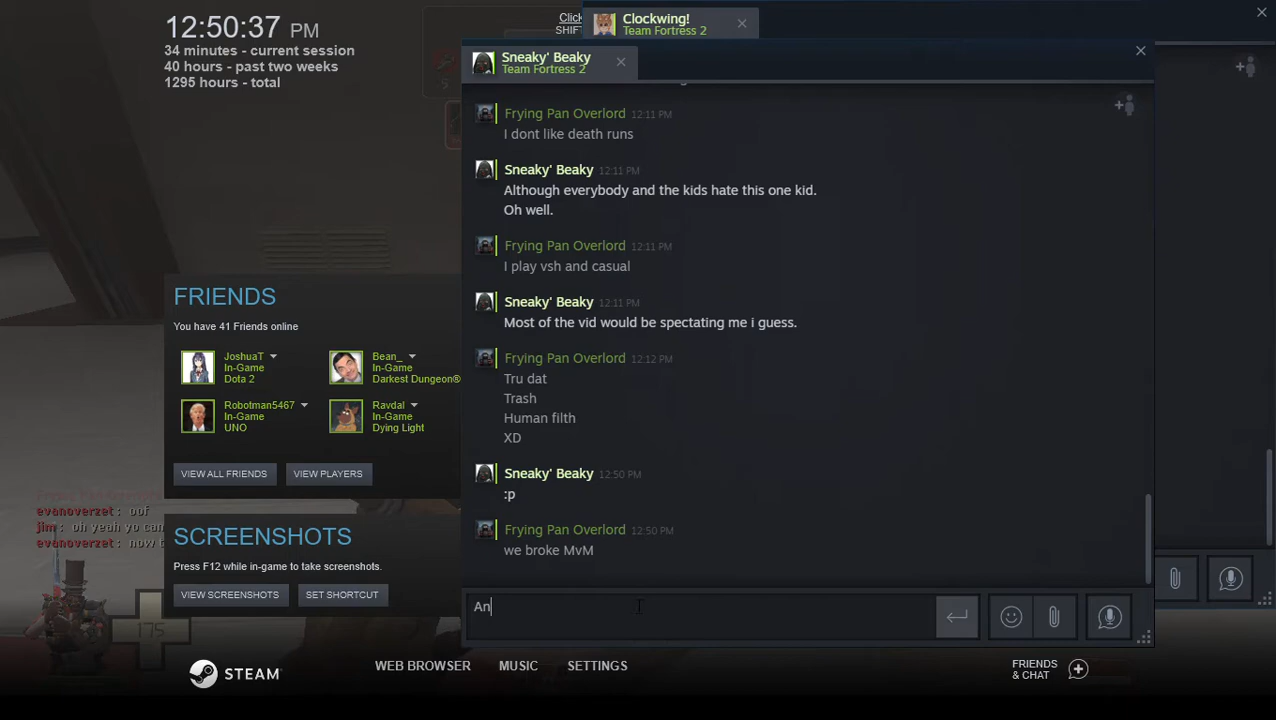 12:50:37 PM
34 minutes - current session
40 hours - past two weeks
1295 hours - total
Click
SHIFT
Clockwing!
Team Fortress 2
Sneaky' Beaky
Team Fortress 2
Frying Pan Overlord 12:11 PM
I dont like death runs
Sneaky' Beaky 12:11 PM
Although everybody and the kids hate this one kid.
Oh well.
Frying Pan Overlord 12:11 PM
I play vsh and casual
Sneaky' Beaky 12:11 PM
Most of the vid would be spectating me i guess.
Frying Pan Overlord 12:12 PM
Tru dat
Trash
Human filth
XD
Sneaky' Beaky 12:50 PM
:p
Frying Pan Overlord 12:50 PM
we broke MvM
An
FRIENDS
You have 41 Friends online
JoshuaT
In-Game
Dota 2
Bean_
In-Game
Darkest Dungeon®
Robotman5467
In-Game
UNO
Ravdal
In-Game
Dying Light
VIEW ALL FRIENDS VIEW PLAYERS
SCREENSHOTS
Press F12 while in-game to take screenshots.
VIEW SCREENSHOTS SET SHORTCUT
evanoverzet: oof
jim: oh yeah yo can
evanoverzet: now
175
STEAM
WEB BROWSER MUSIC SETTINGS
FRIENDS
& CHAT